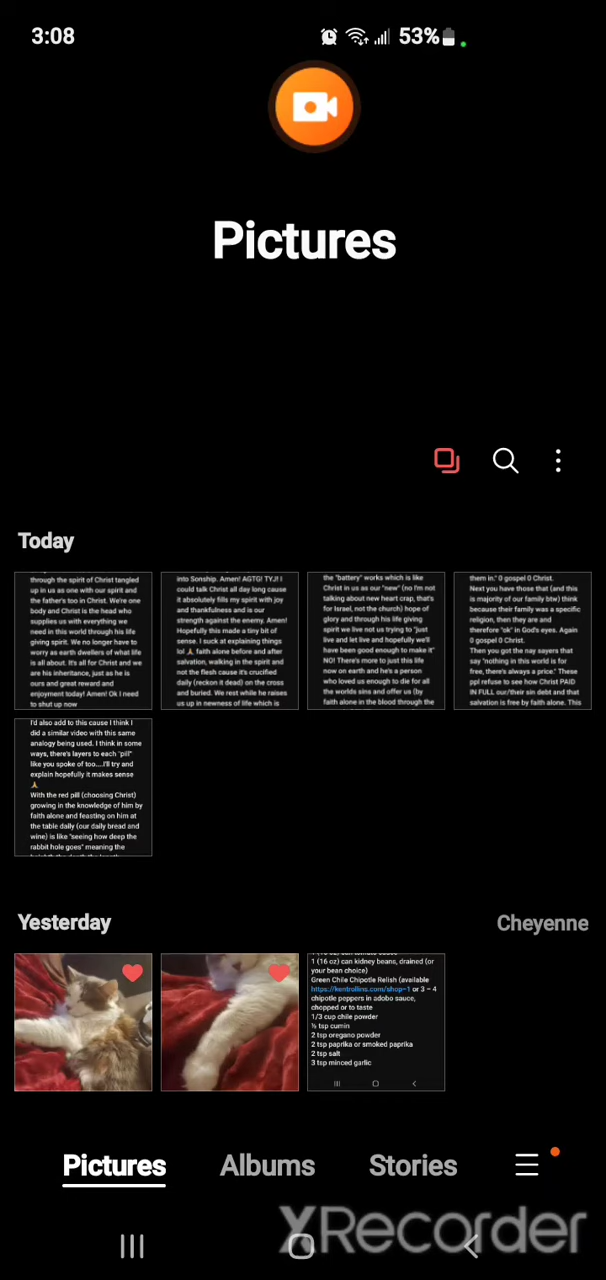 3:08
53%
Pictures
Today
through the spirit of Christ tangled
up in us as one with our spirit and
the father's too in Christ. We're one
body and Christ is the head who
supplies us with everything we
need in this world through his life
giving spirit. We no longer have to
worry as earth dwellers of what life
is all about. It's all for Christ and we
are his inheritance, just as he is
ours and great reward and
enjoyment today! Amen! Ok I need
to shut up now
into Sonship. Amen! AGTG! TYJ! I
could talk Christ all day long cause
it absolutely fills my spirit with joy
and thankfulness and is our
strength against the enemy. Amen!
Hopefully this made a tiny bit of
sense. I suck at explaining things
lol 🙏 faith alone before and after
salvation, walking in the spirit and
not the flesh cause it's crucified
daily (reckon it dead) on the cross
and buried. We rest while he raises
us up in newness of life which is
the "battery" works which is like
Christ in us as our "new" (no I'm not
talking about new heart crap, that's
for Israel, not the church) hope of
glory and through his life giving
spirit we live not us trying to "just
live and let live and hopefully we'll
have been good enough to make it"
NO! There's more to just this life
now on earth and he's a person
who loved us enough to die for all
the worlds sins and offer us (by
faith alone in the blood through the
them in." 0 gospel 0 Christ.
Next you have those that (and this
is majority of our family btw) think
because their family was a specific
religion, then they are and
therefore "ok" in God's eyes. Again
0 gospel 0 Christ.
Then you got the nay sayers that
say "nothing in this world is for
free, there's always a price." These
ppl refuse to see how Christ PAID
IN FULL our/their sin debt and that
salvation is free by faith alone. This
I'd also add to this cause I think I
did a similar video with this same
analogy being used. I think in some
ways, there's layers to each "pill"
like you spoke of too....I'll try and
explain hopefully it makes sense
🙏
With the red pill (choosing Christ)
growing in the knowledge of him by
faith alone and feasting on him at
the table daily (our daily bread and
wine) is like "seeing how deep the
rabbit hole goes" meaning the
Yesterday
Cheyenne
1 (16 oz) can kidney beans, drained (or
your bean choice)
Green Chile Chipotle Relish (available
https://kentrollins.com/shop-1 or 3 – 4
chipotle peppers in adobo sauce,
chopped or to taste
1/3 cup chile powder
½ tsp cumin
2 tsp oregano powder
2 tsp paprika or smoked paprika
2 tsp salt
3 tsp minced garlic
Pictures
Albums
Stories
XRecorder